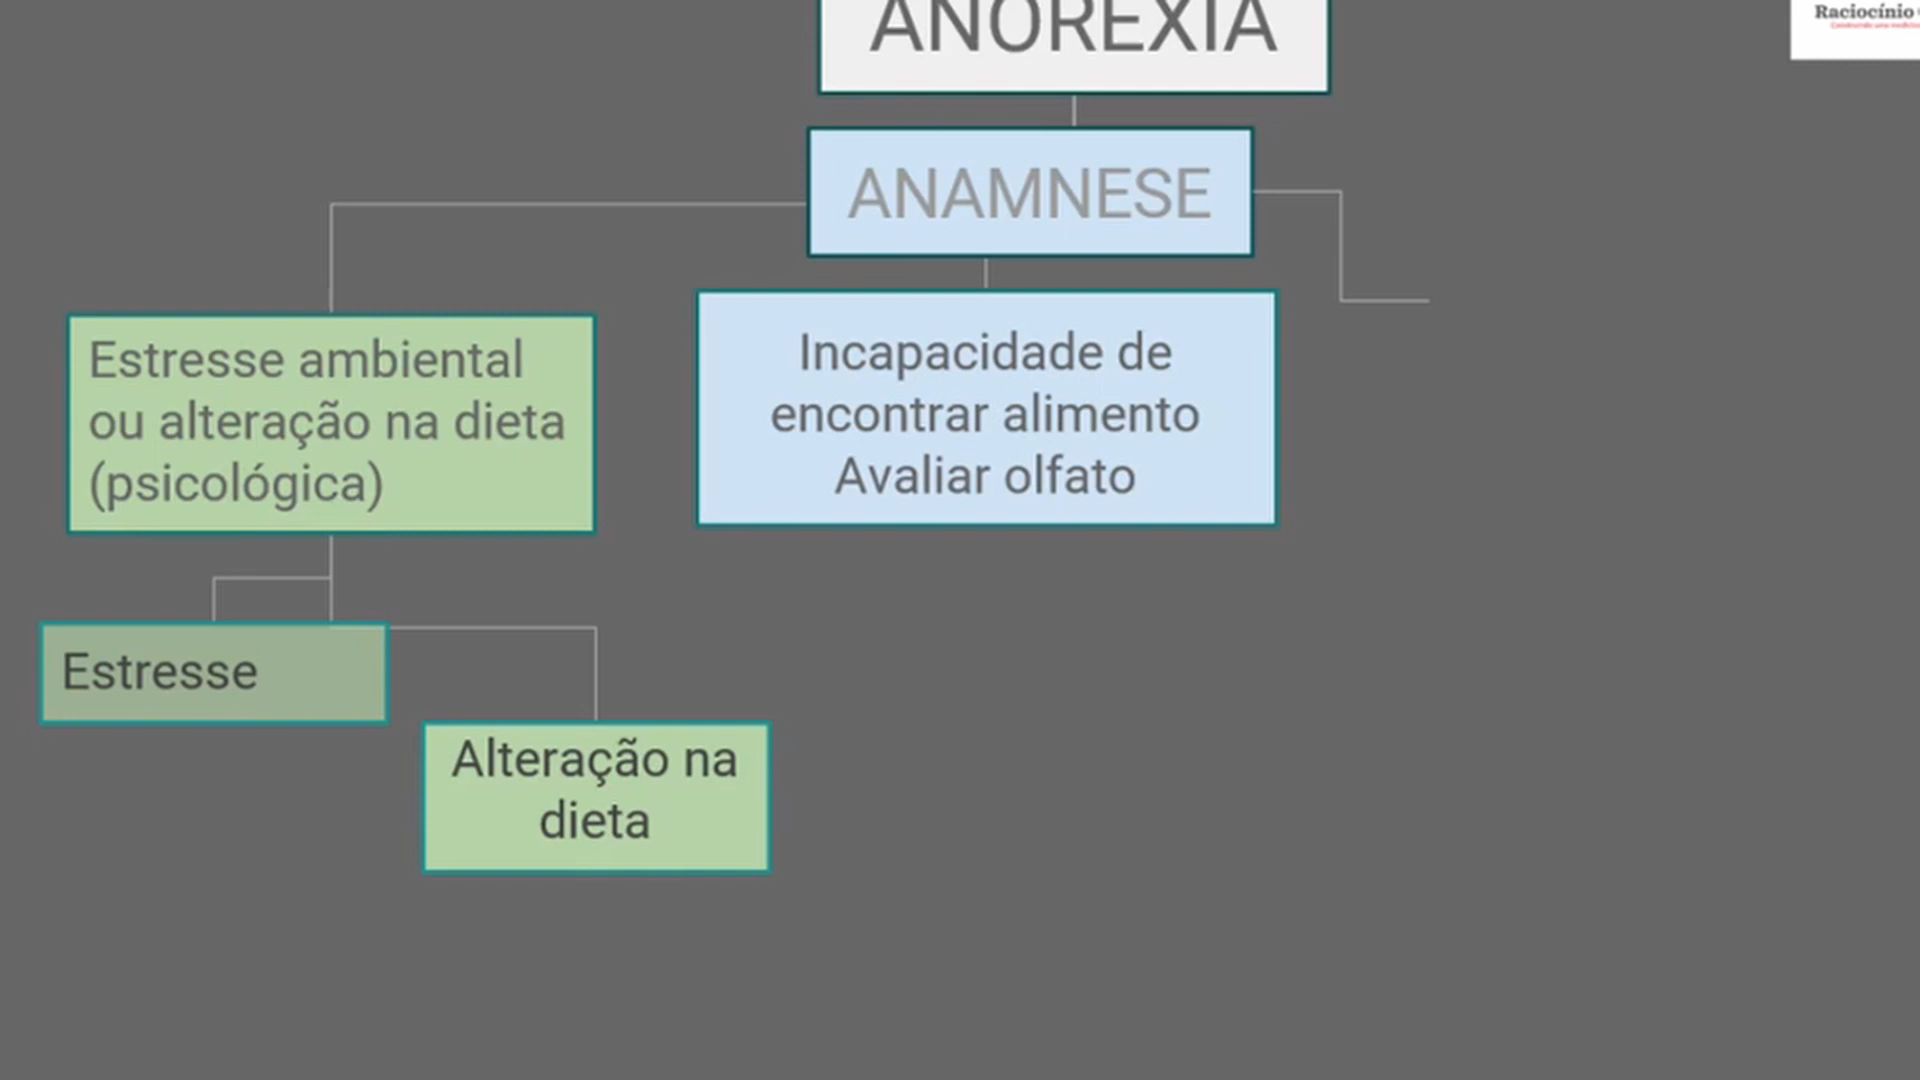 ANOREXIA
Raciocínio
ANAMNESE
Estresse ambiental
ou alteração na dieta
(psicológica)
Incapacidade de
encontrar alimento
Avaliar olfato
Estresse
Alteração na
dieta